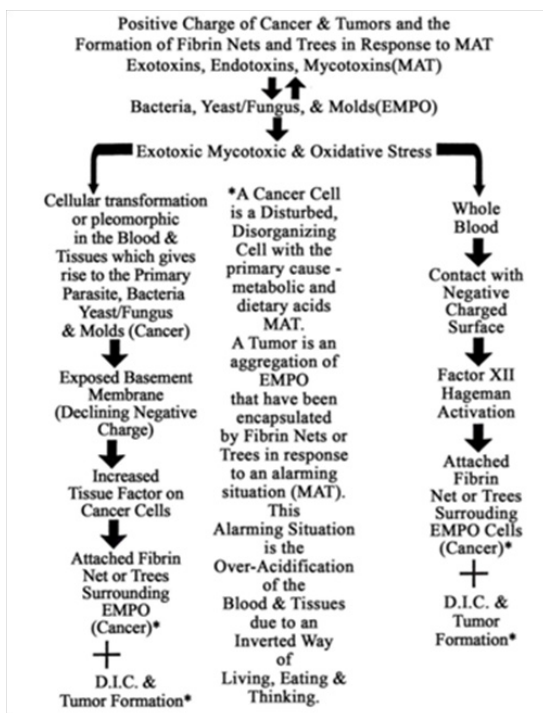 Positive Charge of Cancer & Tumors and the
Formation of Fibrin Nets and Trees in Response to MAT
Exotoxins, Endotoxins, Mycotoxins(MAT)
Bacteria, Yeast/Fungus, & Molds(EMPO)
Exotoxic Mycotoxic & Oxidative Stress
Cellular transformation
or pleomorphic
in the Blood &
Tissues which gives
rise to the Primary
Parasite, Bacteria
Yeast/Fungus
& Molds (Cancer)
Exposed Basement
Membrane
(Declining Negative
Charge)
Increased
Tissue Factor on
Cancer Cells
Attached Fibrin
Net or Trees
Surrounding
EMPO
(Cancer)*
+
D.I.C. &
Tumor Formation*
*A Cancer Cell
is a Disturbed,
Disorganizing
Cell with the
primary cause -
metabolic and
dietary acids
MAT.
A Tumor is an
aggregation of
EMPO
that have been
encapsulated
by Fibrin Nets or
Trees in response
to an alarming
situation (MAT).
This
Alarming Situation
is the
Over-Acidification
of the
Blood & Tissues
due to an
Inverted Way
of
Living, Eating &
Thinking.
Whole
Blood
Contact with
Negative
Charged
Surface
Factor XII
Hageman
Activation
Attached
Fibrin
Net or Trees
Surrouding
EMPO Cells
(Cancer)*
+
D.I.C. &
Tumor
Formation*